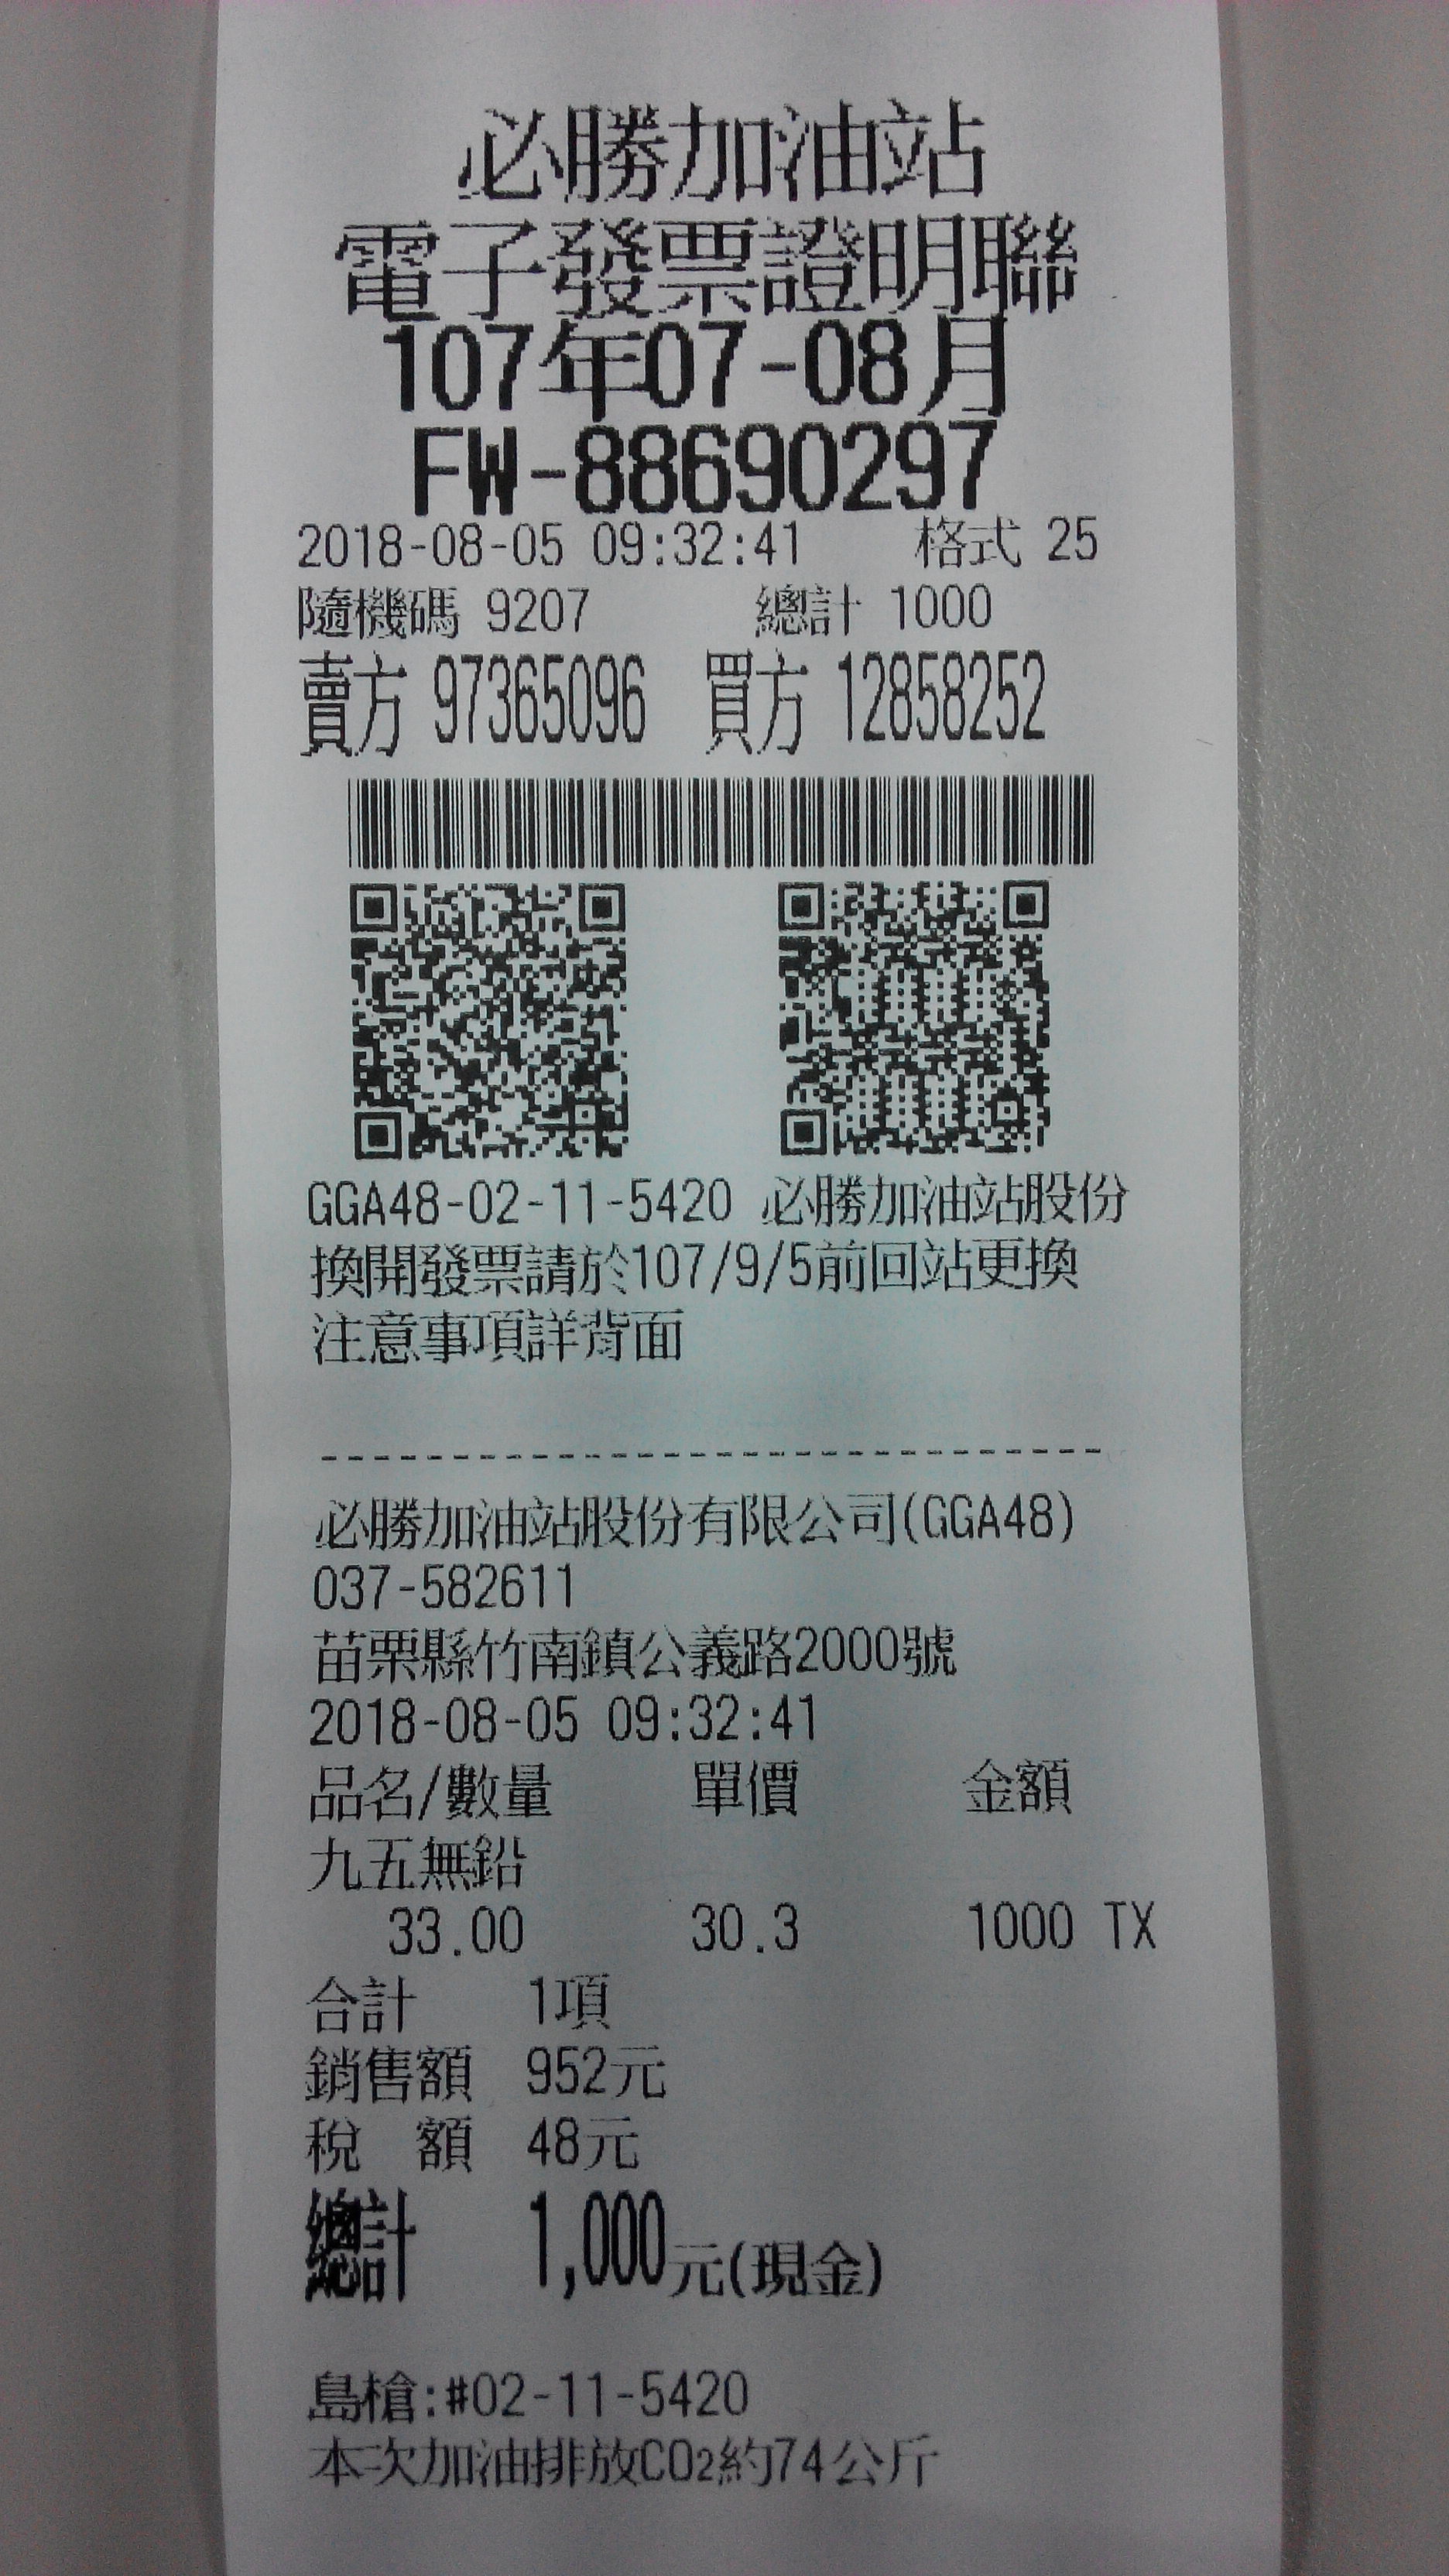 必勝加油站
電子發票證明聯
107年07-08月
FW-88690297
2018-08-05 09:32:41 格式 25
隨機碼 9207 總計 1000
賣方 97365096 買方 12858252
GGA48-02-11-5420 必勝加油站股份
換開發票請於107/9/5前回站更換
注意事項詳背面
--------------------------------
必勝加油站股份有限公司(GGA48)
037-582611
苗栗縣竹南鎮公義路2000號
2018-08-05 09:32:41
品名/數量 單價 金額
九五無鉛
33.00 30.3 1000 TX
合計 1項
銷售額 952元
稅 額 48元
總計 1,000元(現金)
島槍:#02-11-5420
本次加油排放CO2約74公斤